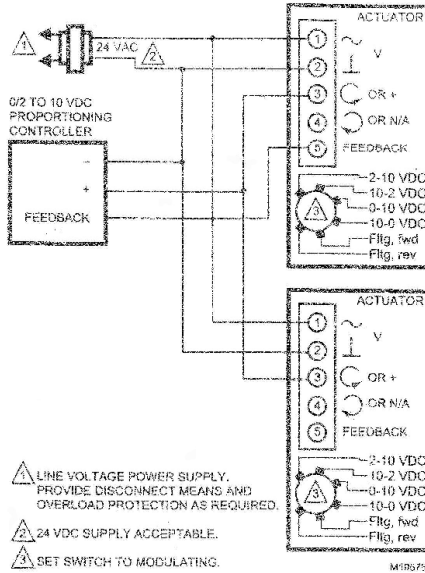 ACTUATOR
1
24 VAC
2
1
V
2
0/2 TO 10 VDC
PROPORTIONING
CONTROLLER
3 OR +
4 OR N/A
5 FEEDBACK
−
+
FEEDBACK
2-10 VDC
10-2 VDC
3
0-10 VDC
10-0 VDC
Fltg, fwd
Fltg, rev
ACTUATOR
1
V
2
3 OR +
4 OR N/A
5 FEEDBACK
2-10 VDC
10-2 VDC
3
0-10 VDC
10-0 VDC
Fltg, fwd
Fltg, rev
1 LINE VOLTAGE POWER SUPPLY.
PROVIDE DISCONNECT MEANS AND
OVERLOAD PROTECTION AS REQUIRED.
2 24 VDC SUPPLY ACCEPTABLE.
3 SET SWITCH TO MODULATING.